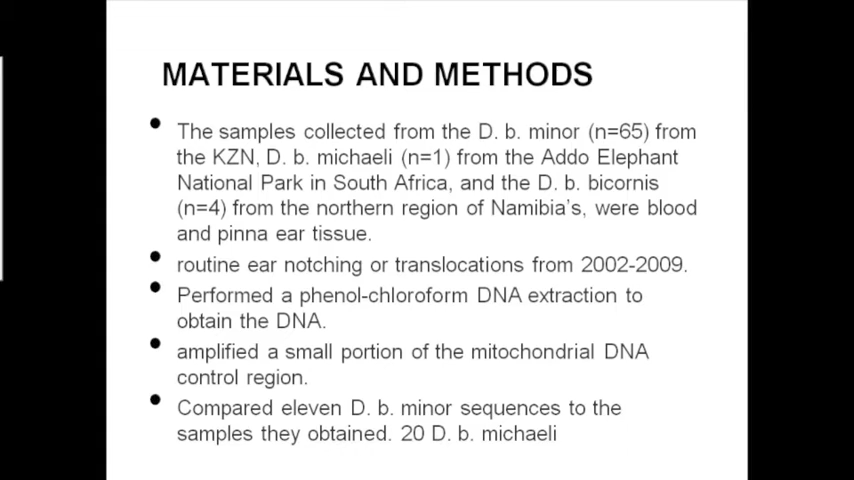 MATERIALS AND METHODS
• The samples collected from the D. b. minor (n=65) from
the KZN, D. b. michaeli (n=1) from the Addo Elephant
National Park in South Africa, and the D. b. bicornis
(n=4) from the northern region of Namibia's, were blood
and pinna ear tissue.
• routine ear notching or translocations from 2002-2009.
• Performed a phenol-chloroform DNA extraction to
obtain the DNA.
• amplified a small portion of the mitochondrial DNA
control region.
• Compared eleven D. b. minor sequences to the
samples they obtained. 20 D. b. michaeli